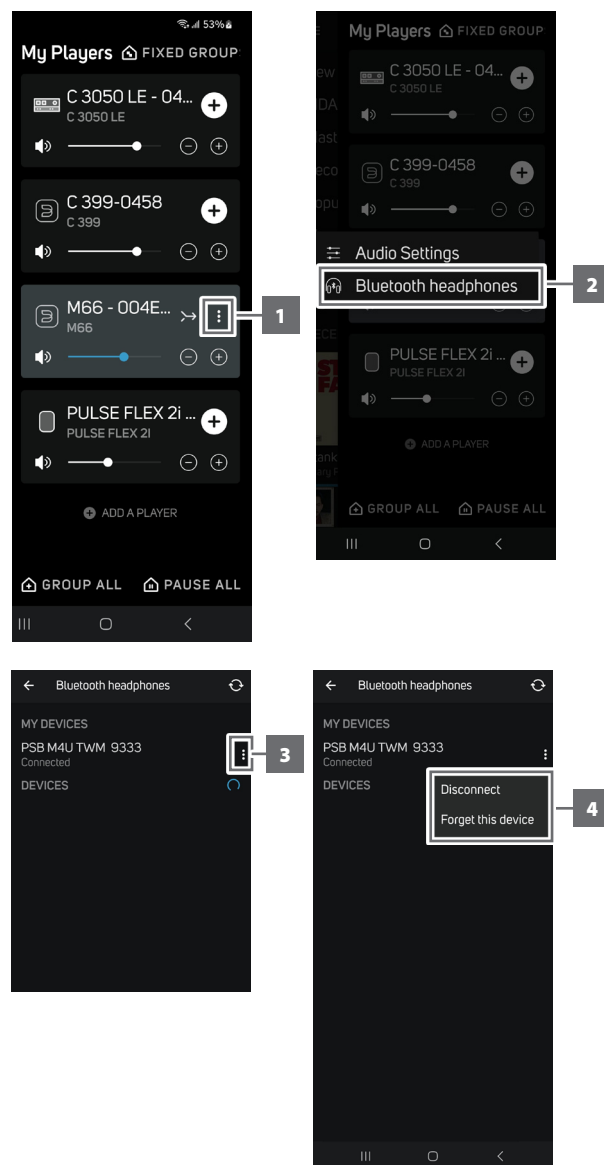 53%
My Players FIXED GROUP
C 3050 LE - 04...
C 3050 LE
C 399-0458
C 399
M66 - 004E...
M66
1
PULSE FLEX 2i ...
PULSE FLEX 2I
ADD A PLAYER
GROUP ALL PAUSE ALL
My Players FIXED GROUP
C 3050 LE - 04...
C 3050 LE
C 399-0458
C 399
Audio Settings
Bluetooth headphones
2
PULSE FLEX 2i ...
PULSE FLEX 2I
ADD A PLAYER
GROUP ALL PAUSE ALL
Bluetooth headphones
MY DEVICES
PSB M4U TWM 9333
Connected
3
DEVICES
Bluetooth headphones
MY DEVICES
PSB M4U TWM 9333
Connected
DEVICES
Disconnect
Forget this device
4